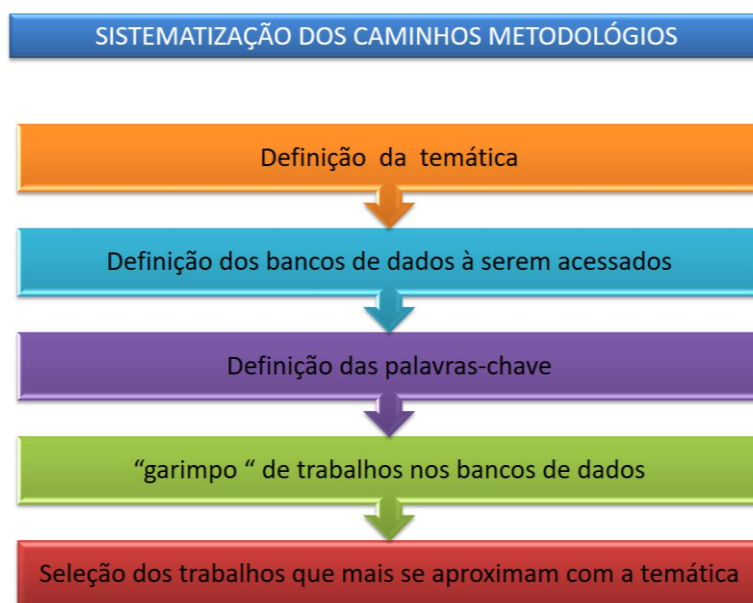 SISTEMATIZAÇÃO DOS CAMINHOS METODOLÓGIOS
Definição da temática
Definição dos bancos de dados à serem acessados
Definição das palavras-chave
“garimpo “ de trabalhos nos bancos de dados
Seleção dos trabalhos que mais se aproximam com a temática